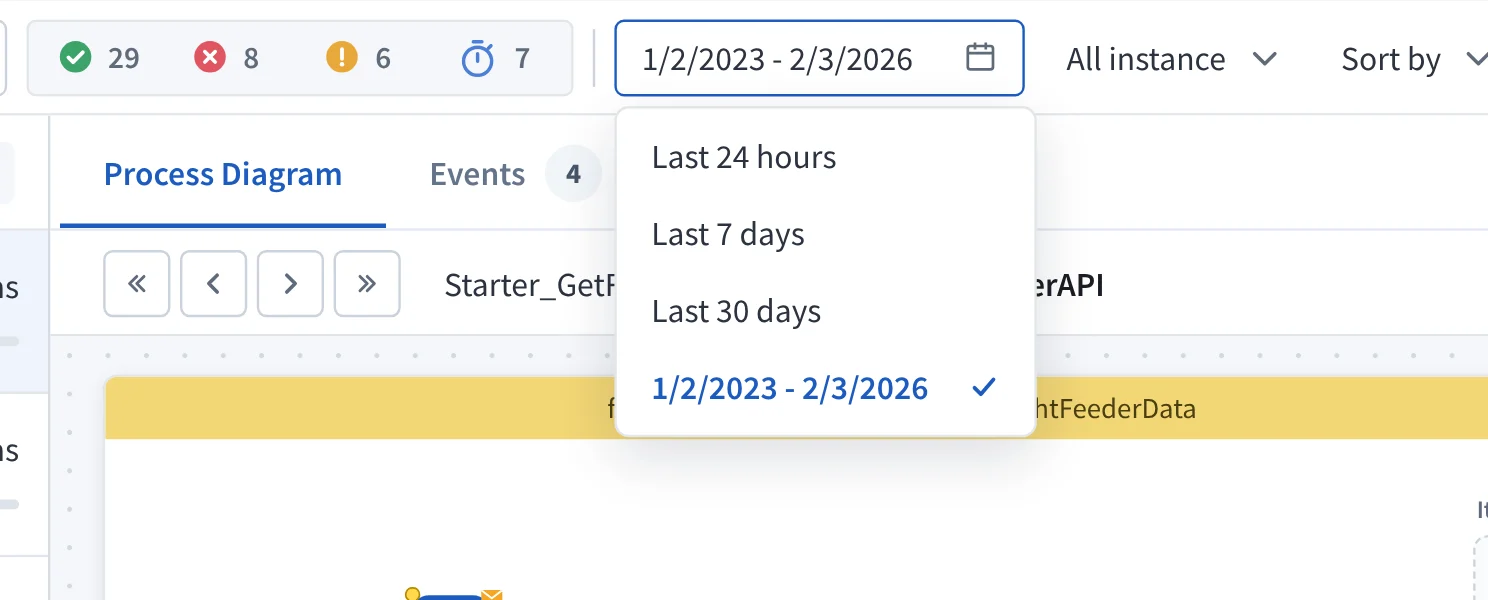 29 8 6 7
1/2/2023 - 2/3/2026
All instance
Sort by
Process Diagram
Events 4
Last 24 hours
Last 7 days
Last 30 days
1/2/2023 - 2/3/2026
Starter_GetF
erAPI
htFeederData